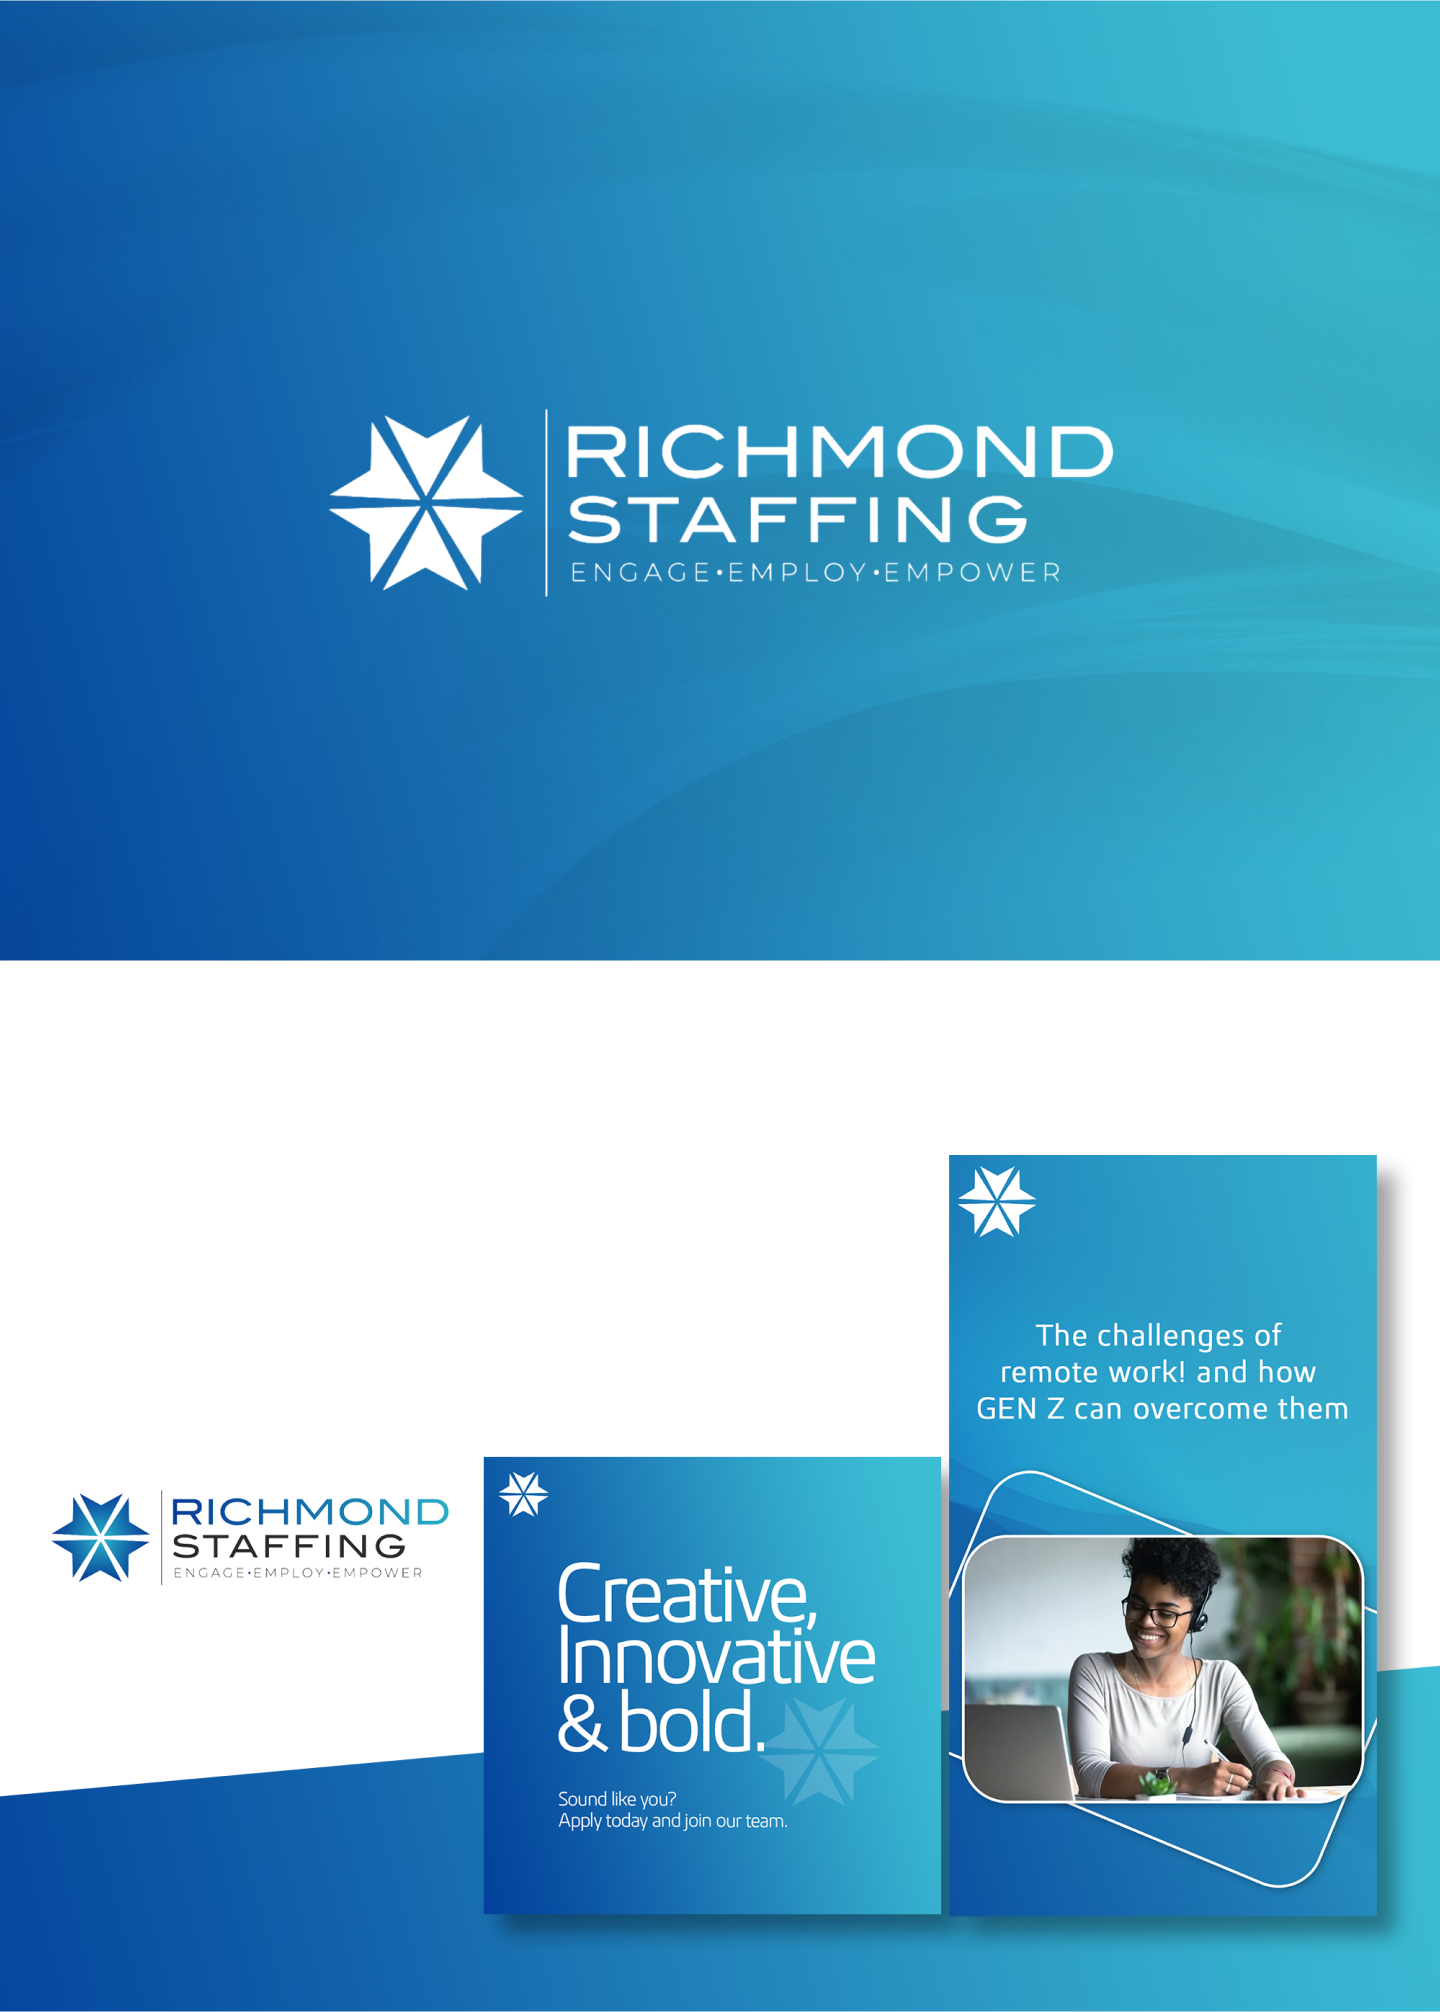 RICHMOND
STAFFING
ENGAGE•EMPLOY•EMPOWER
The challenges of
remote work! and how
GEN Z can overcome them
RICHMOND
STAFFING
ENGAGE•EMPLOY•EMPOWER
Creative,
Innovative
& bold.
Sound like you?
Apply today and join our team.